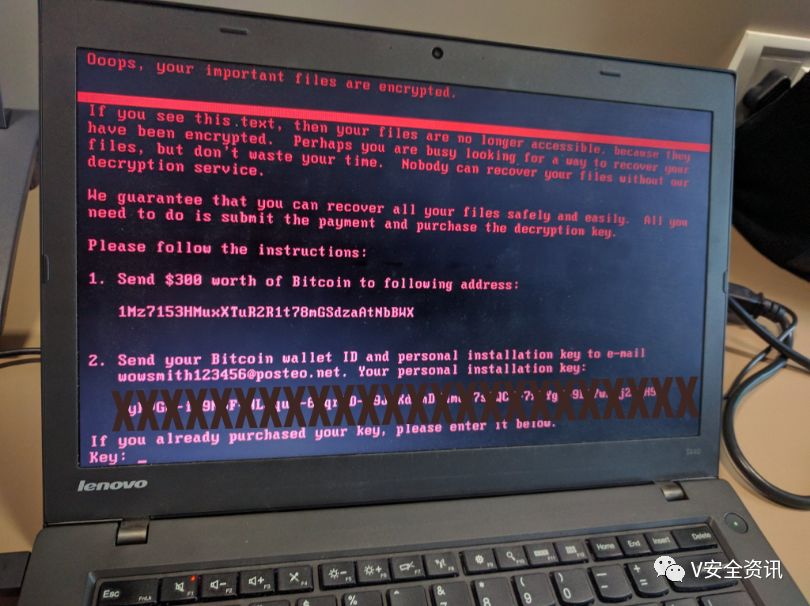 Ooops, your important files are encrypted.
If you see this text, then your files are no longer accessible, because they
have been encrypted.  Perhaps you are busy looking for a way to recover your
files, but don't waste your time.  Nobody can recover your files without our
decryption service.
We guarantee that you can recover all your files safely and easily.  All you
need to do is submit the payment and purchase the decryption key.
Please follow the instructions:
1. Send $300 worth of Bitcoin to following address:
1Mz7153HMuxXTuR2R1t78mGSdzaAtNbBWX
2. Send your Bitcoin wallet ID and personal installation key to e-mail
wowsmith123456@posteo.net. Your personal installation key:
If you already purchased your key, please enter it below.
Key: _
lenovo
Esc
FnLk
F1
F2
F3
F4
F5
F6
F7
F8
Home
End
Insert
Delete
V安全资讯